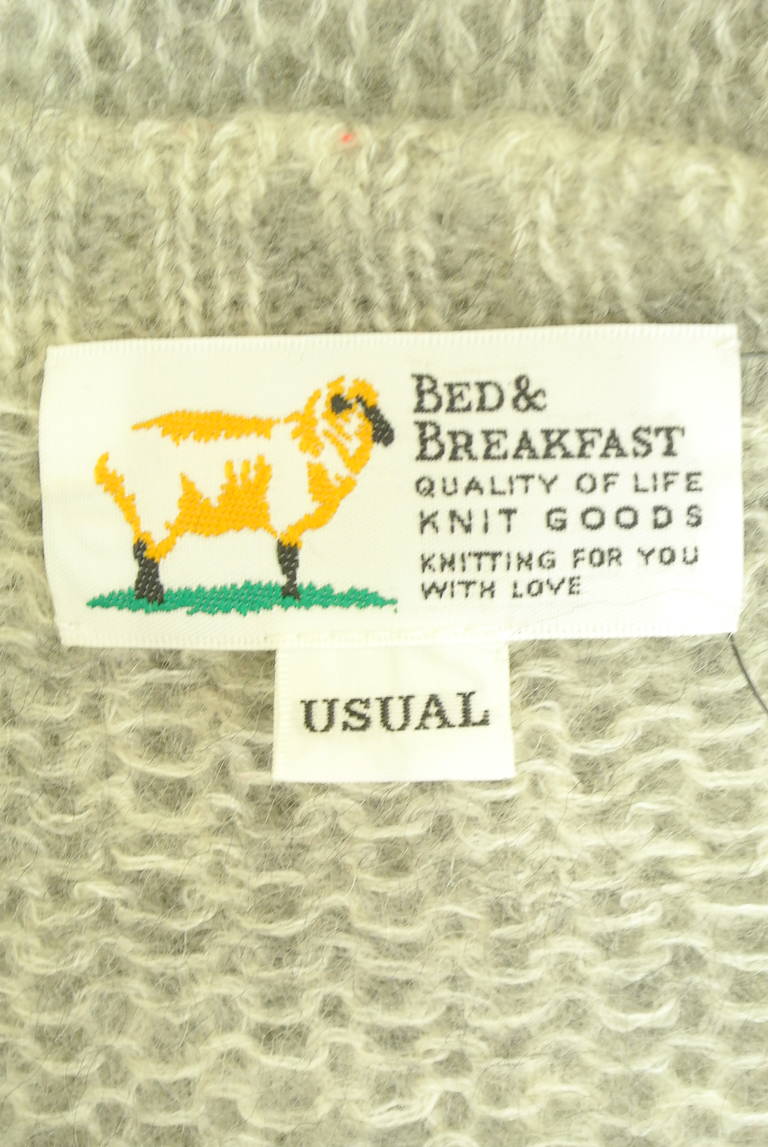 BED &
BREAKFAST
QUALITY OF LIFE
KNIT GOODS
KNITTING FOR YOU
WITH LOVE
USUAL